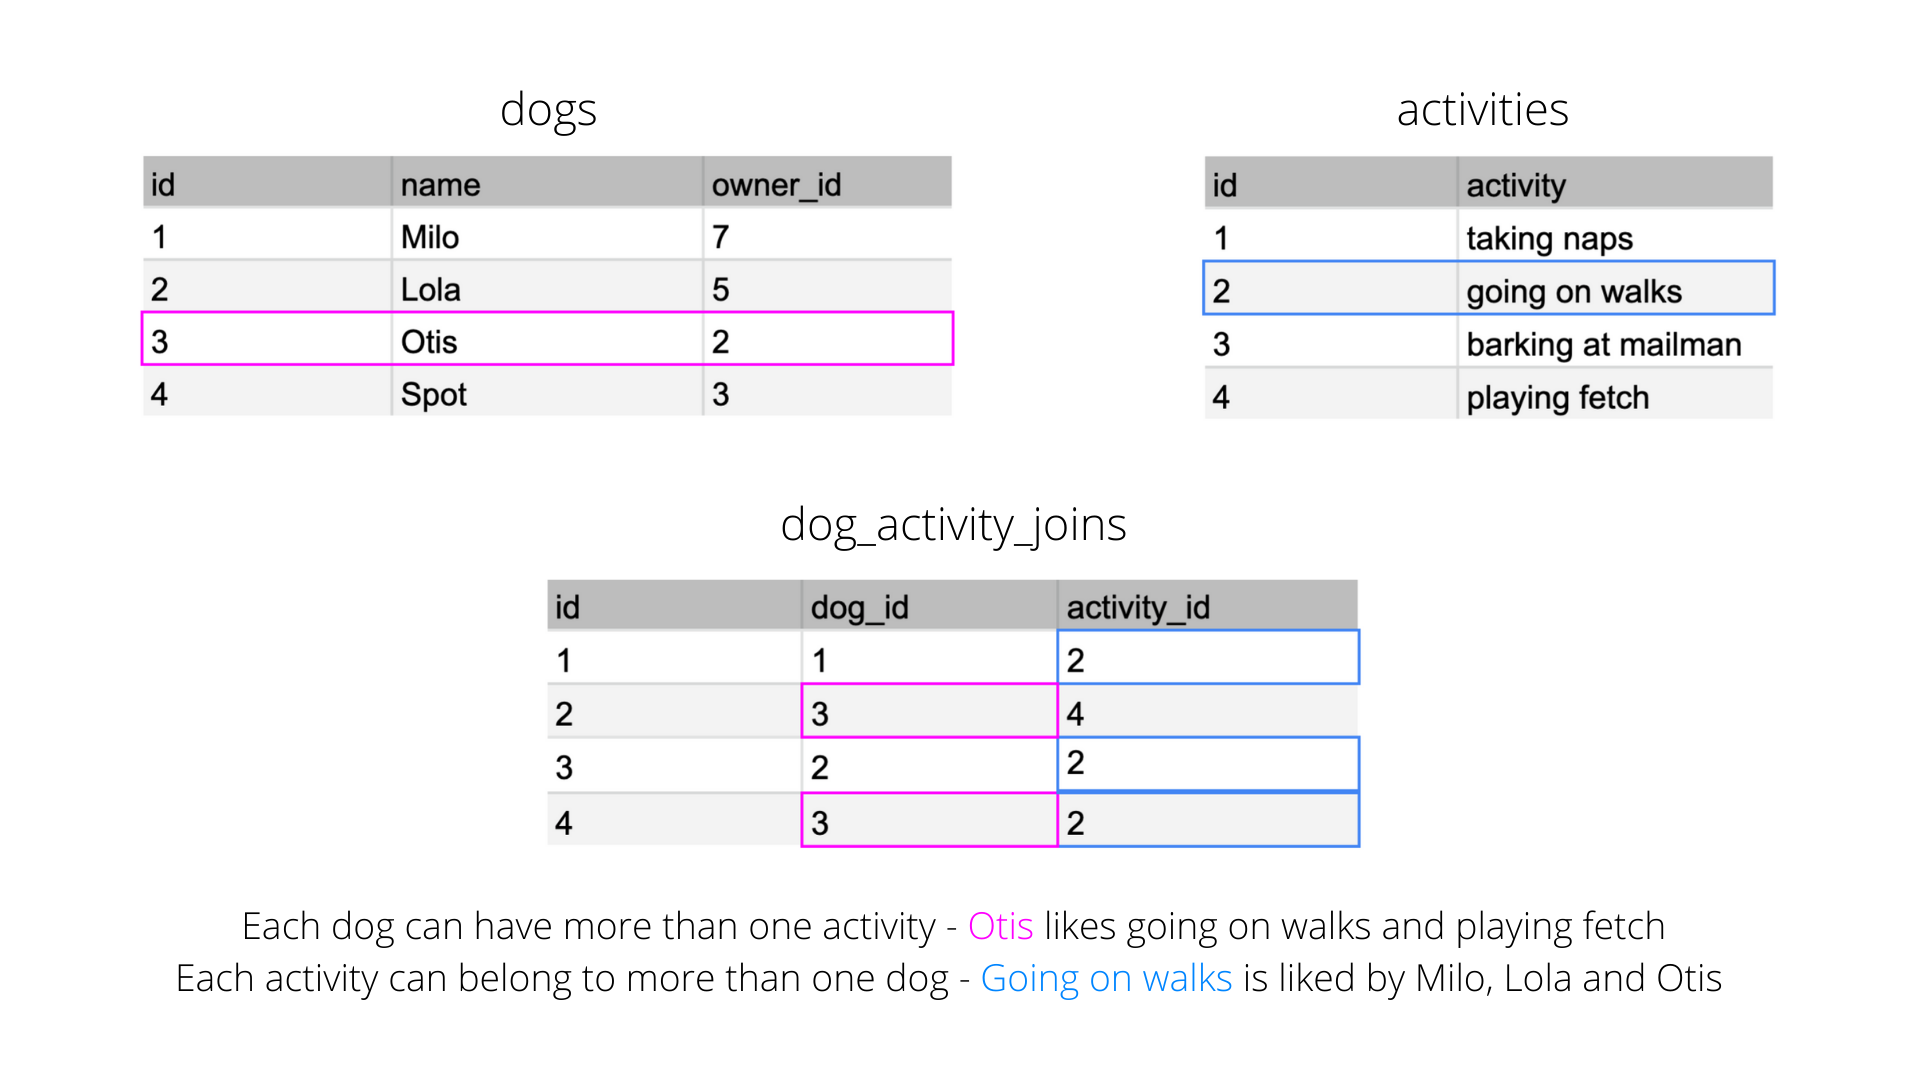 dogs
id name owner_id
1 Milo 7
2 Lola 5
3 Otis 2
4 Spot 3
activities
id activity
1 taking naps
2 going on walks
3 barking at mailman
4 playing fetch
dog_activity_joins
id dog_id activity_id
1 1 2
2 3 4
3 2 2
4 3 2
Each dog can have more than one activity - Otis likes going on walks and playing fetch
Each activity can belong to more than one dog - Going on walks is liked by Milo, Lola and Otis